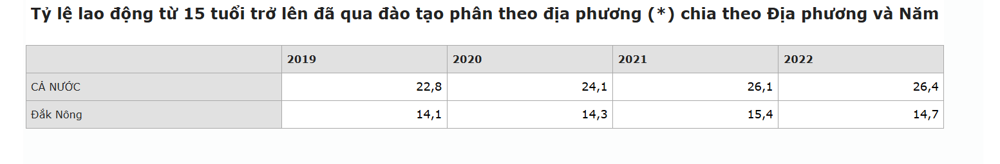 Tỷ lệ lao động từ 15 tuổi trở lên đã qua đào tạo phân theo địa phương (*) chia theo Địa phương và Năm
2019 2020 2021 2022
CẢ NƯỚC 22,8 24,1 26,1 26,4
Đắk Nông 14,1 14,3 15,4 14,7